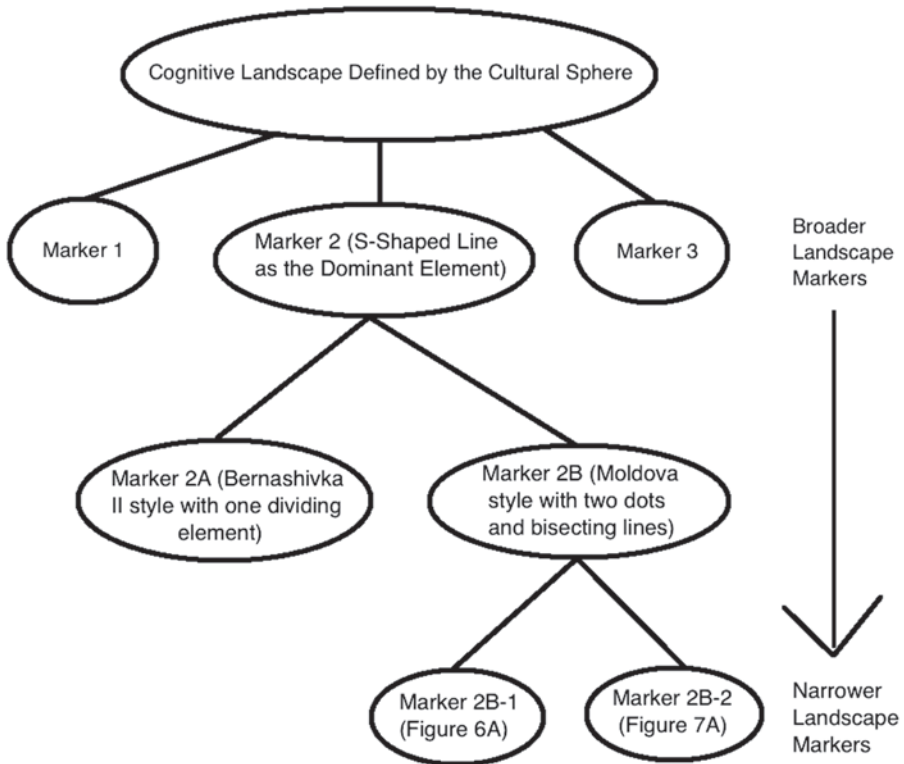 Cognitive Landscape Defined by the Cultural Sphere
Marker 1
Marker 2 (S-Shaped Line
as the Dominant Element)
Marker 3
Broader
Landscape
Markers
Marker 2A (Bernashivka
II style with one dividing
element)
Marker 2B (Moldova
style with two dots
and bisecting lines)
Marker 2B-1
(Figure 6A)
Marker 2B-2
(Figure 7A)
Narrower
Landscape
Markers